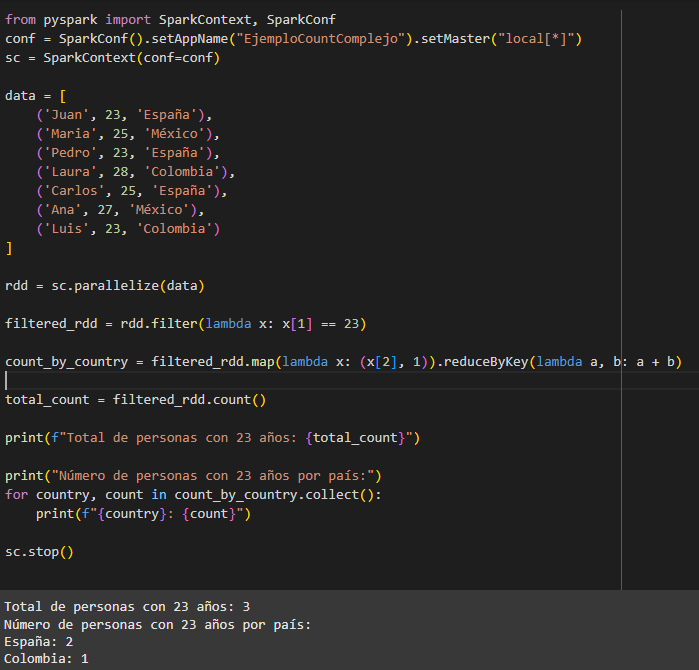 from pyspark import SparkContext, SparkConf
conf = SparkConf().setAppName("EjemploCountComplejo").setMaster("local[*]")
sc = SparkContext(conf=conf)
data = [
    ('Juan', 23, 'España'),
    ('Maria', 25, 'México'),
    ('Pedro', 23, 'España'),
    ('Laura', 28, 'Colombia'),
    ('Carlos', 25, 'España'),
    ('Ana', 27, 'México'),
    ('Luis', 23, 'Colombia')
]
rdd = sc.parallelize(data)
filtered_rdd = rdd.filter(lambda x: x[1] == 23)
count_by_country = filtered_rdd.map(lambda x: (x[2], 1)).reduceByKey(lambda a, b: a + b)
total_count = filtered_rdd.count()
print(f"Total de personas con 23 años: {total_count}")
print("Número de personas con 23 años por país:")
for country, count in count_by_country.collect():
    print(f"{country}: {count}")
sc.stop()
Total de personas con 23 años: 3
Número de personas con 23 años por país:
España: 2
Colombia: 1